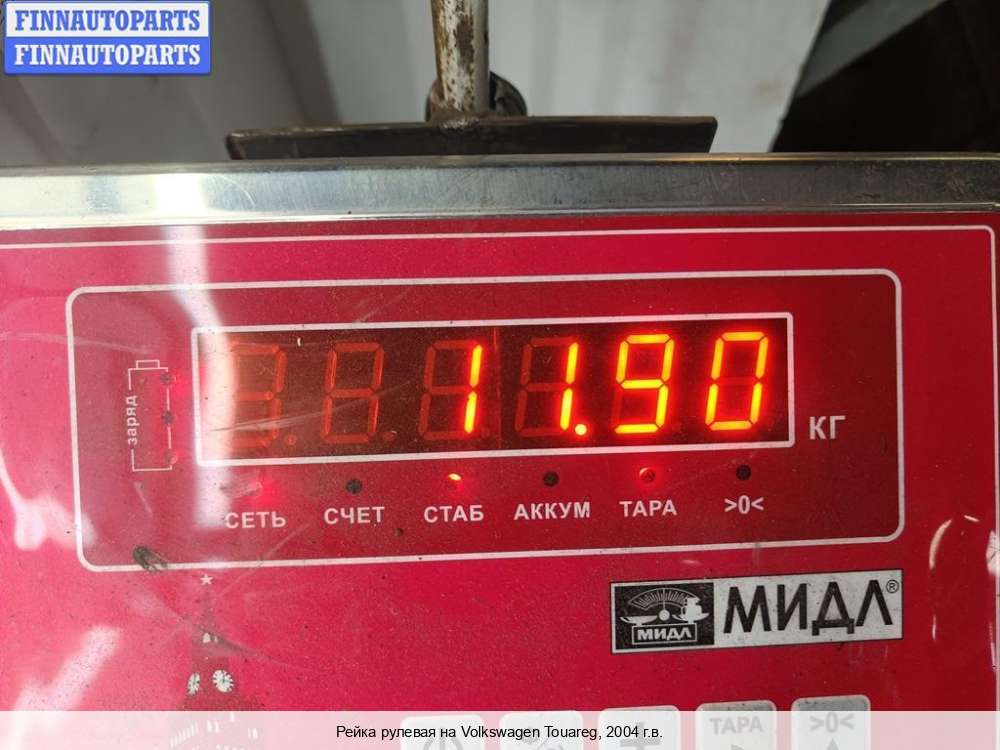 FINNAUTOPARTS
FINNAUTOPARTS
11.90
КГ
заряд
СЕТЬ СЧЕТ СТАБ АККУМ ТАРА >0<
МИДЛ МИДЛ®
ТАРА >0<
Рейка рулевая на Volkswagen Touareg, 2004 г.в.